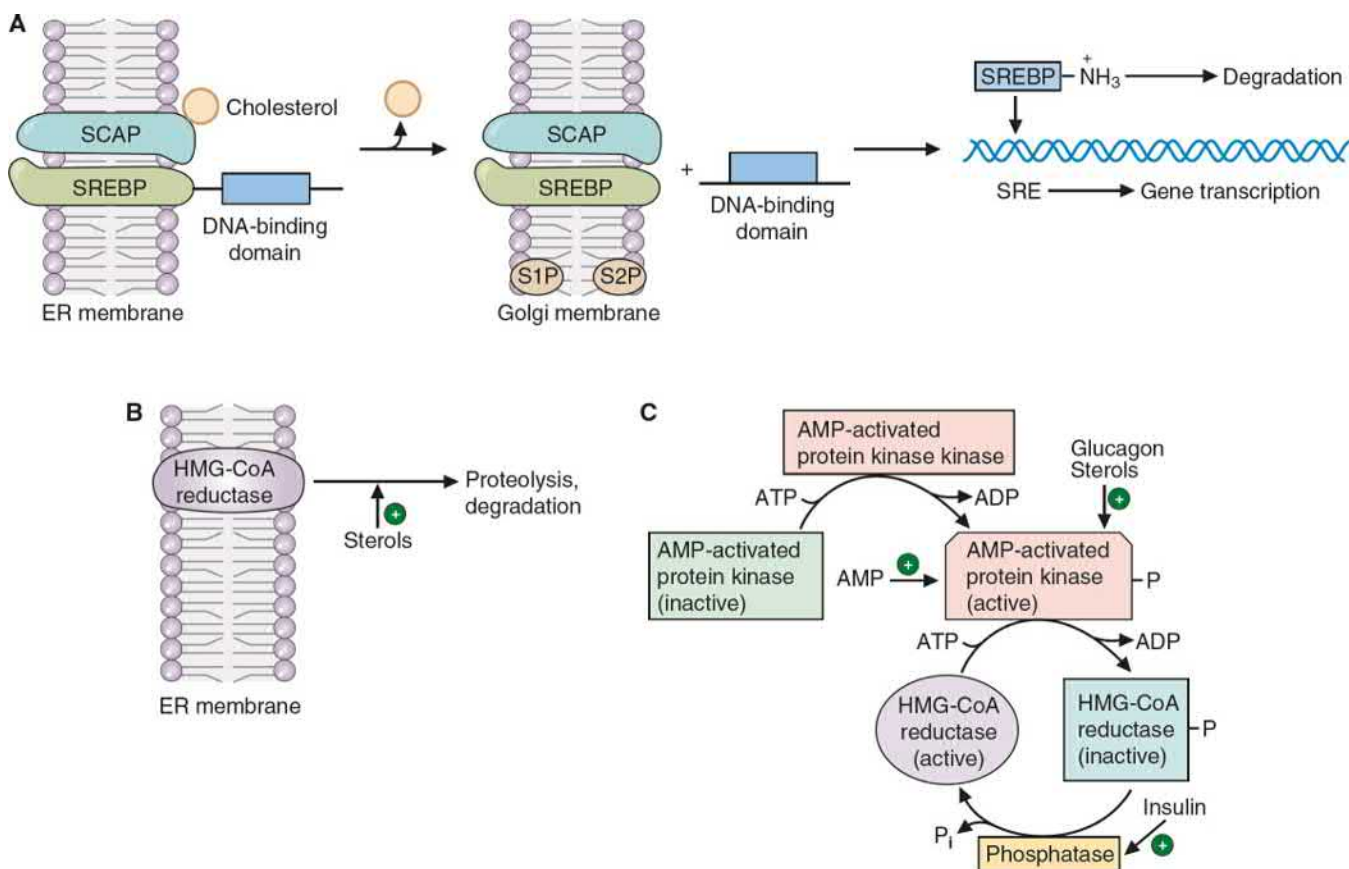 A
Cholesterol
SCAP
SREBP
DNA-binding
domain
ER membrane
SCAP
SREBP
S1P
S2P
Golgi membrane
+
DNA-binding
domain
SREBP
+
NH3
Degradation
SRE
Gene transcription
B
HMG-CoA
reductase
Proteolysis,
degradation
+
Sterols
ER membrane
C
AMP-activated
protein kinase kinase
Glucagon
Sterols
+
ATP
ADP
AMP-activated
protein kinase
(inactive)
AMP
+
AMP-activated
protein kinase
(active)
P
ATP
ADP
HMG-CoA
reductase
(active)
HMG-CoA
reductase
(inactive)
P
Insulin
+
Pi
Phosphatase